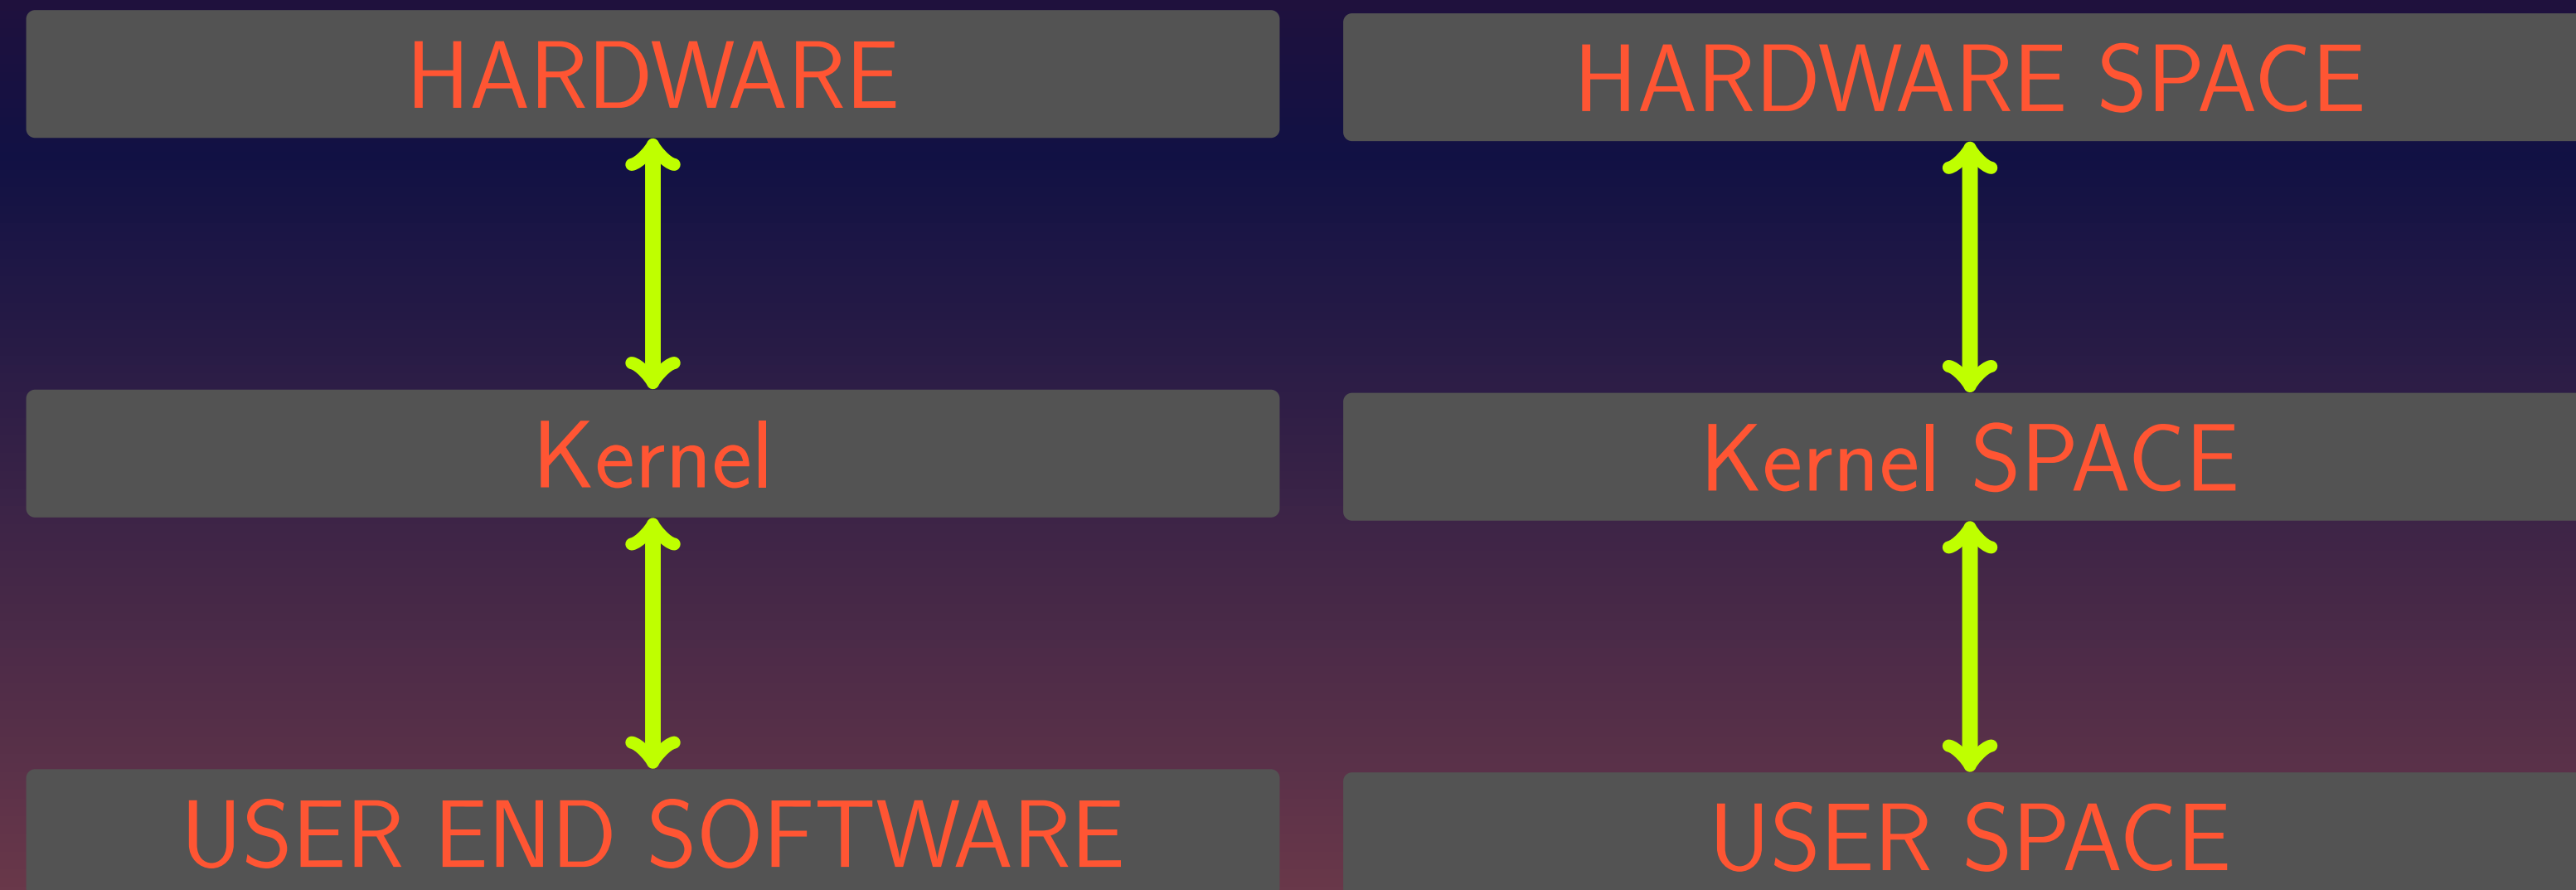 HARDWARE
HARDWARE SPACE
Kernel
Kernel SPACE
USER END SOFTWARE
USER SPACE